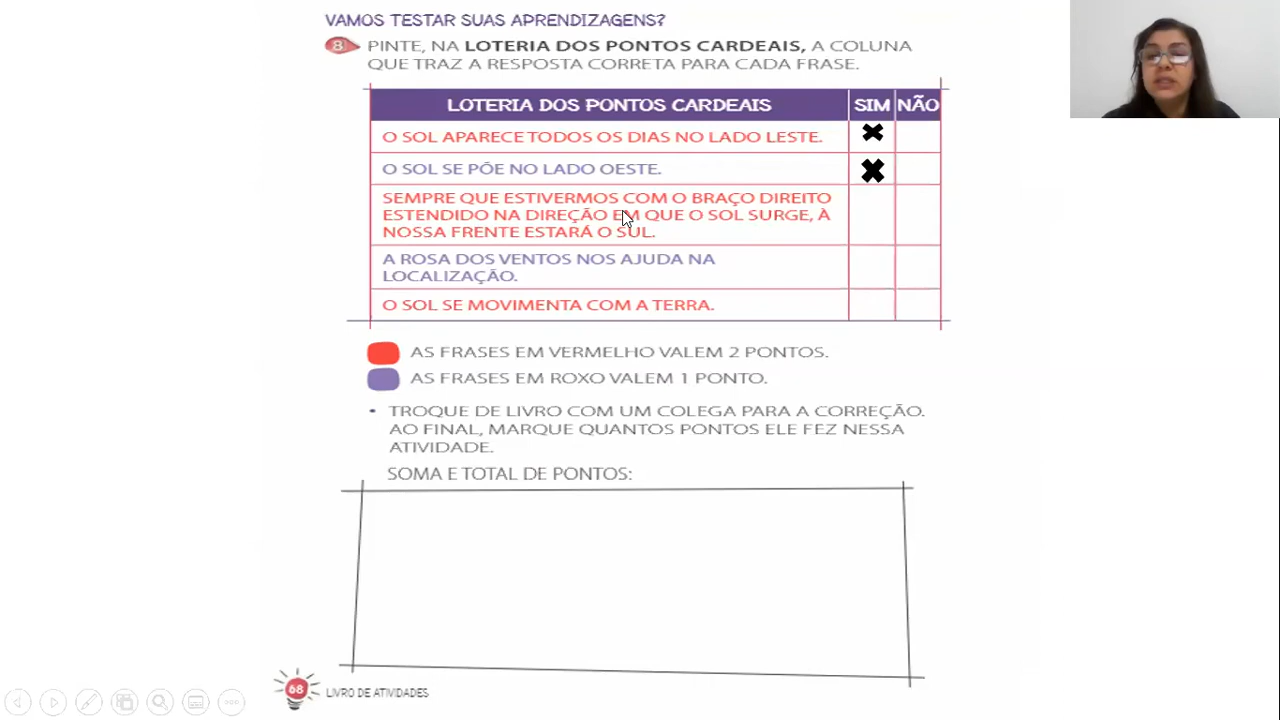 VAMOS TESTAR SUAS APRENDIZAGENS?
8 PINTE, NA LOTERIA DOS PONTOS CARDEAIS, A COLUNA
QUE TRAZ A RESPOSTA CORRETA PARA CADA FRASE.
LOTERIA DOS PONTOS CARDEAIS SIM NÃO
O SOL APARECE TODOS OS DIAS NO LADO LESTE.
O SOL SE PÕE NO LADO OESTE.
SEMPRE QUE ESTIVERMOS COM O BRAÇO DIREITO
ESTENDIDO NA DIREÇÃO EM QUE O SOL SURGE, À
NOSSA FRENTE ESTARÁ O SUL.
A ROSA DOS VENTOS NOS AJUDA NA
LOCALIZAÇÃO.
O SOL SE MOVIMENTA COM A TERRA.
AS FRASES EM VERMELHO VALEM 2 PONTOS.
AS FRASES EM ROXO VALEM 1 PONTO.
• TROQUE DE LIVRO COM UM COLEGA PARA A CORREÇÃO.
AO FINAL, MARQUE QUANTOS PONTOS ELE FEZ NESSA
ATIVIDADE.
SOMA E TOTAL DE PONTOS:
68 LIVRO DE ATIVIDADES